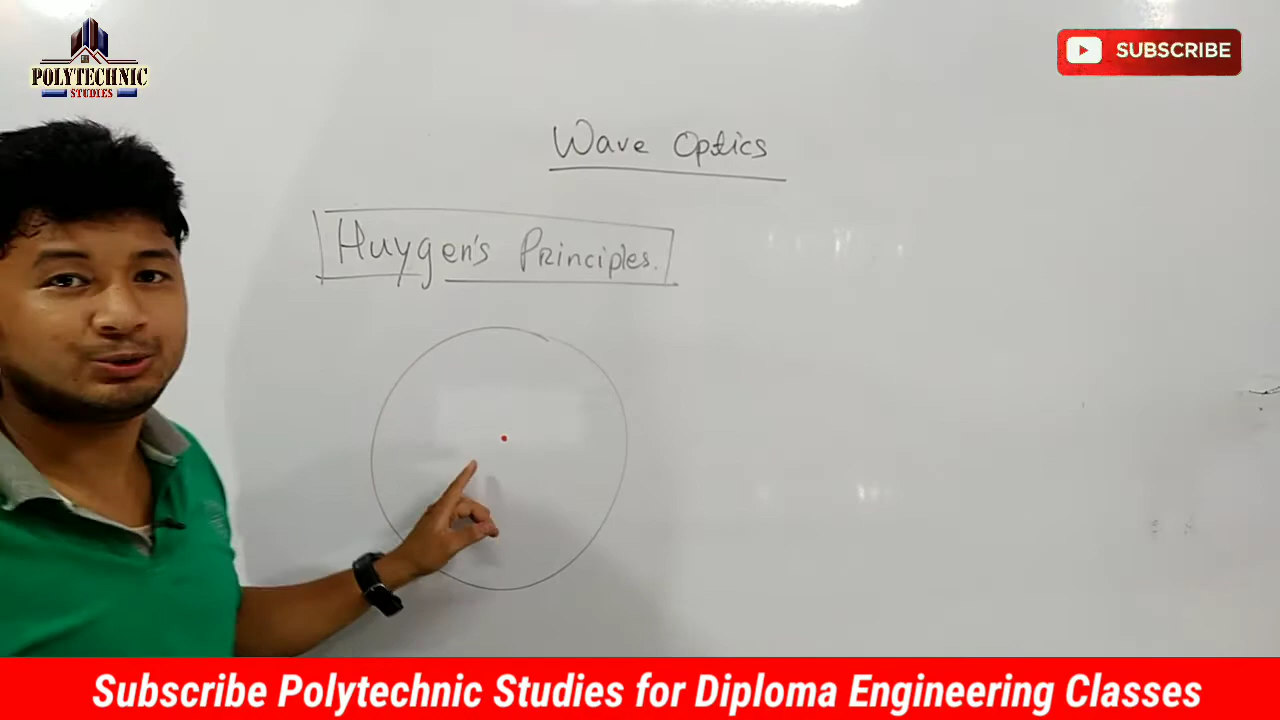 POLYTECHNIC
STUDIES
SUBSCRIBE
Wave Optics
Huygen's Principles.
Subscribe Polytechnic Studies for Diploma Engineering Classes